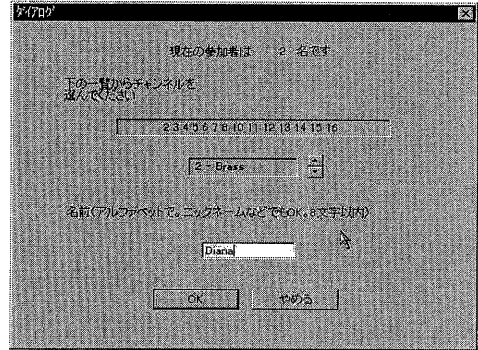 ダイアログ
現在の参加者は 2 名です
下の一覧からチャンネルを
選んでください
2 3 4 5 6 7 8 10 11 12 13 14 15 16
2 - Brass
名前(アルファベットで。ニックネームなどでもOK。8文字以内)
Diana
OK
やめる